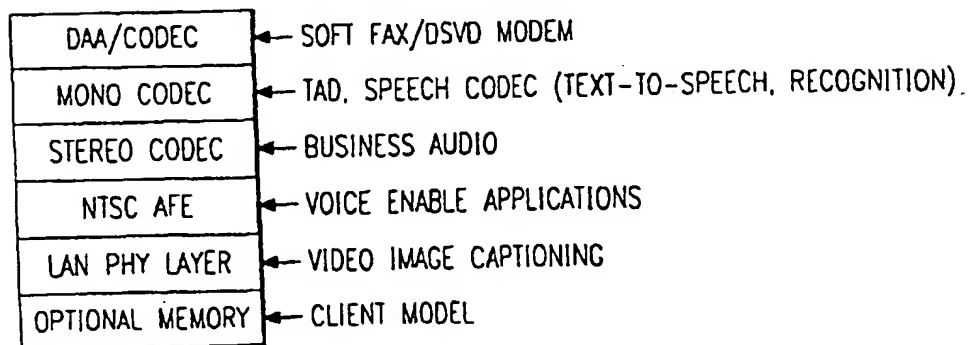 DAA/CODEC SOFT FAX/DSVD MODEM
MONO CODEC TAD, SPEECH CODEC (TEXT-TO-SPEECH, RECOGNITION).
STEREO CODEC BUSINESS AUDIO
NTSC AFE VOICE ENABLE APPLICATIONS
LAN PHY LAYER VIDEO IMAGE CAPTIONING
OPTIONAL MEMORY CLIENT MODEL